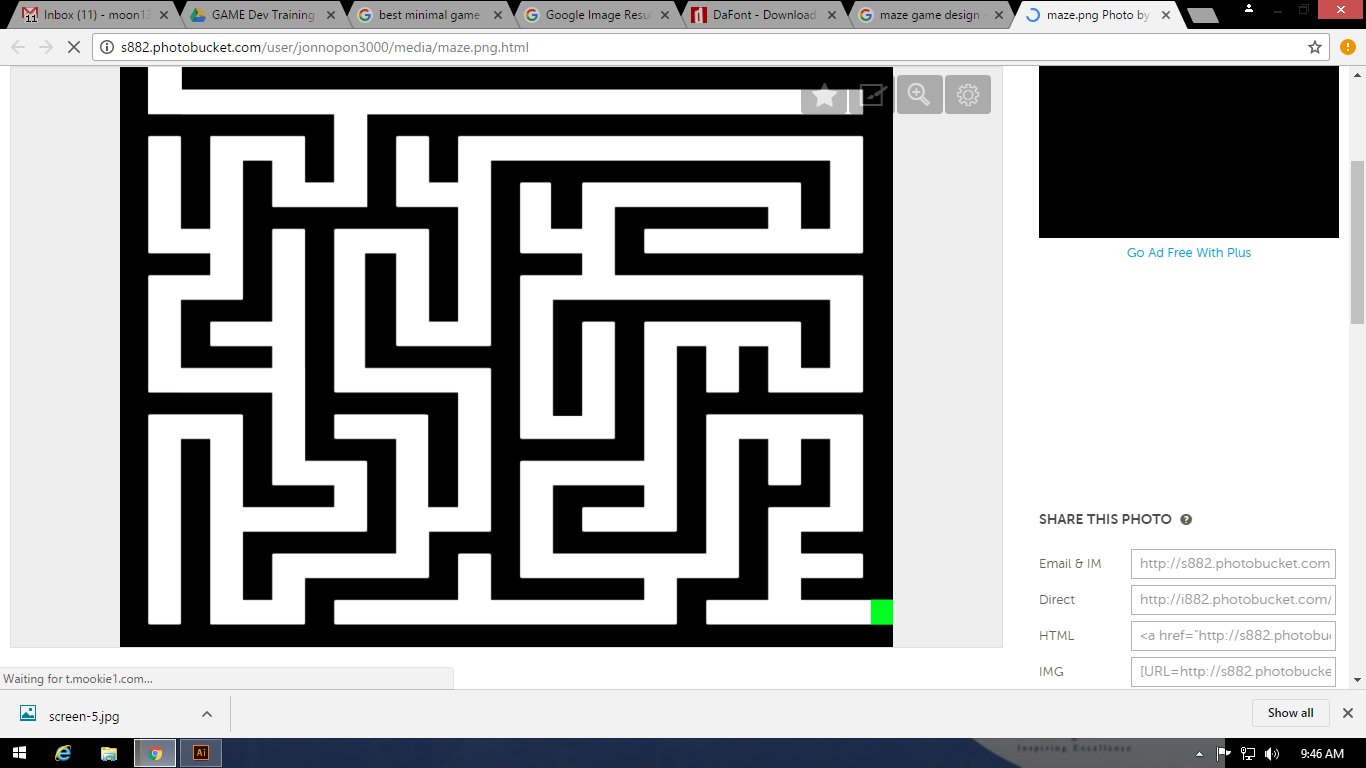 Inbox (11) - moon13
GAME Dev Training
best minimal game
Google Image Resu
DaFont - Download
maze game design -
maze.png Photo by
11
s882.photobucket.com/user/jonnopon3000/media/maze.png.html
Go Ad Free With Plus
SHARE THIS PHOTO ?
Email & IM http://s882.photobucket.com
Direct http://i882.photobucket.com/
HTML <a href="http://s882.photobu
IMG [URL=http://s882.photobucke
Waiting for t.mookie1.com...
screen-5.jpg
Show all
Ai
Inspiring Excellence
9:46 AM